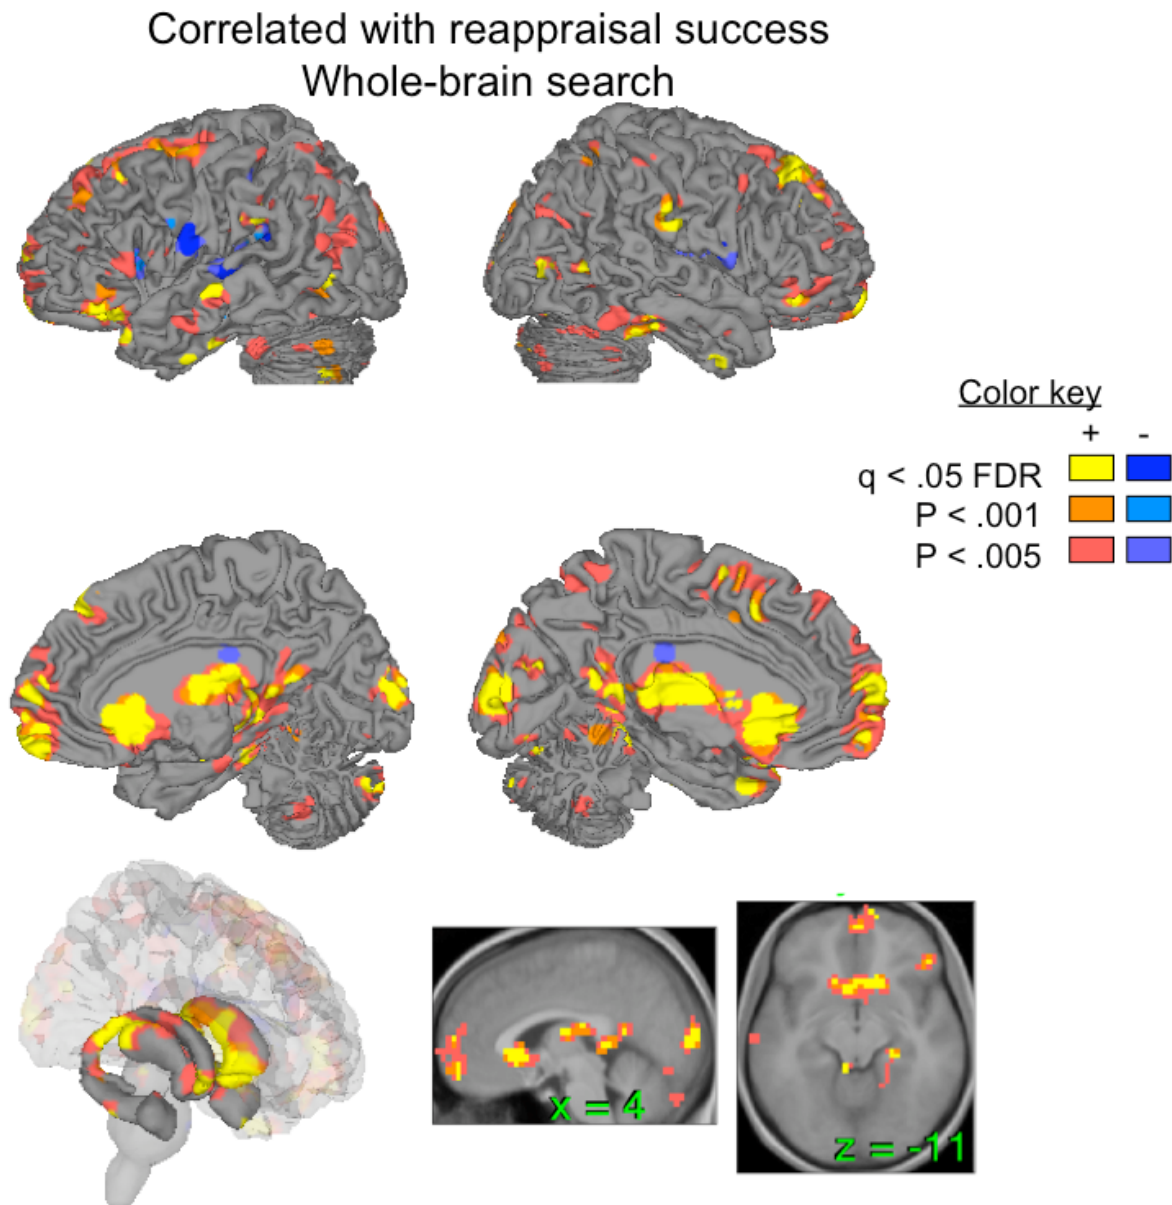 Correlated with reappraisal success
Whole-brain search
Color key
+ -
q < .05 FDR
P < .001
P < .005
x = 4
z = -11